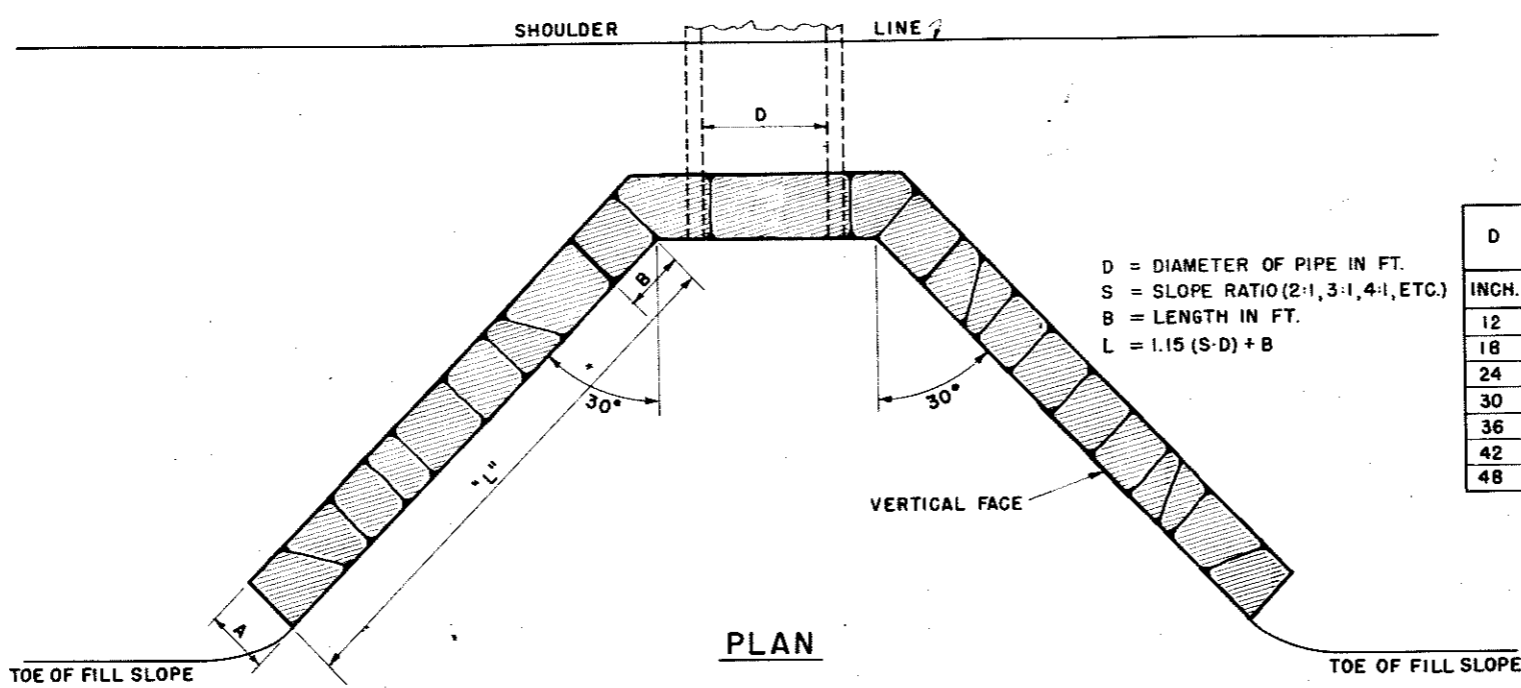 SHOULDER LINE
D
D = DIAMETER OF PIPE IN FT.
S = SLOPE RATIO (2:1, 3:1, 4:1, ETC.)
B = LENGTH IN FT.
L = 1.15 (S·D) + B
D
INCH.
12
18
24
30
36
42
48
B
30°
30°
"L"
VERTICAL FACE
A
PLAN
TOE OF FILL SLOPE
TOE OF FILL SLOPE